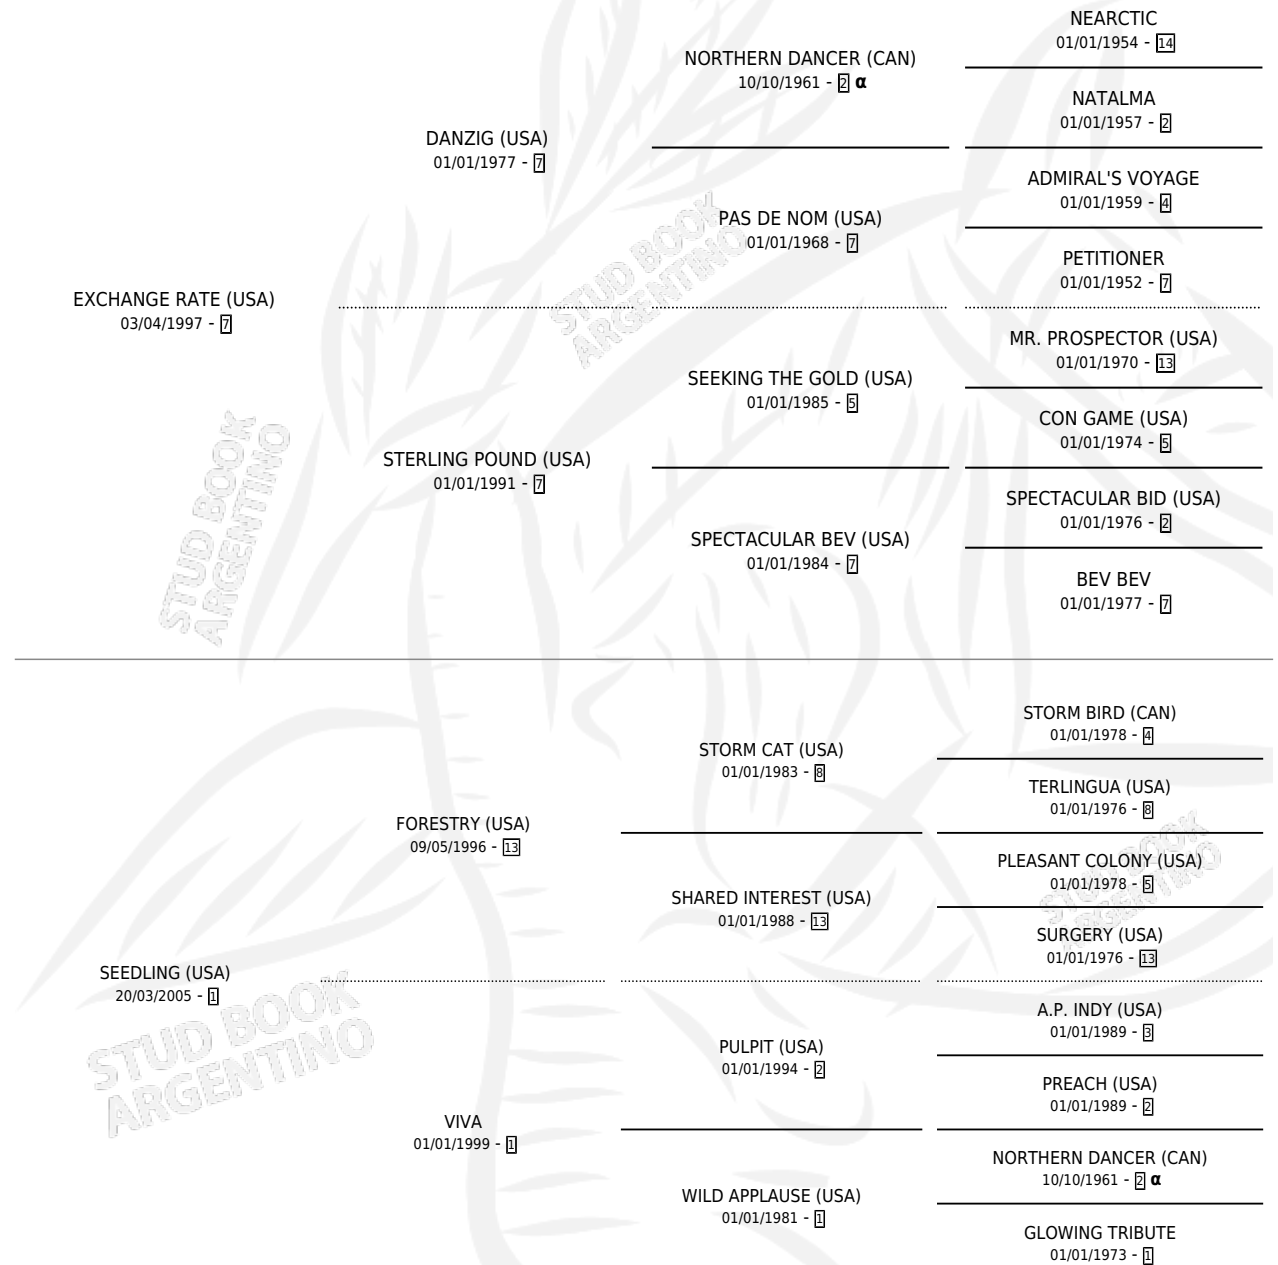 NEARCTIC
01/01/1954 - 14
NORTHERN DANCER (CAN)
10/10/1961 - 2 α
NATALMA
01/01/1957 - 2
DANZIG (USA)
01/01/1977 - 7
ADMIRAL'S VOYAGE
01/01/1959 - 4
PAS DE NOM (USA)
01/01/1968 - 7
PETITIONER
01/01/1952 - 7
EXCHANGE RATE (USA)
03/04/1997 - 7
MR. PROSPECTOR (USA)
01/01/1970 - 13
SEEKING THE GOLD (USA)
01/01/1985 - 5
CON GAME (USA)
01/01/1974 - 5
STERLING POUND (USA)
01/01/1991 - 7
SPECTACULAR BID (USA)
01/01/1976 - 2
SPECTACULAR BEV (USA)
01/01/1984 - 7
BEV BEV
01/01/1977 - 7
STORM BIRD (CAN)
01/01/1978 - 4
STORM CAT (USA)
01/01/1983 - 8
TERLINGUA (USA)
01/01/1976 - 8
FORESTRY (USA)
09/05/1996 - 13
PLEASANT COLONY (USA)
01/01/1978 - 5
SHARED INTEREST (USA)
01/01/1988 - 13
SURGERY (USA)
01/01/1976 - 13
SEEDLING (USA)
20/03/2005 - 1
A.P. INDY (USA)
01/01/1989 - 3
PULPIT (USA)
01/01/1994 - 2
PREACH (USA)
01/01/1989 - 2
VIVA
01/01/1999 - 1
NORTHERN DANCER (CAN)
10/10/1961 - 2 α
WILD APPLAUSE (USA)
01/01/1981 - 1
GLOWING TRIBUTE
01/01/1973 - 1
STUD BOOK
ARGENTINO
STUD BOOK
ARGENTINO
STUD BOOK
ARGENTINO
STUD BOOK
ARGENTINO